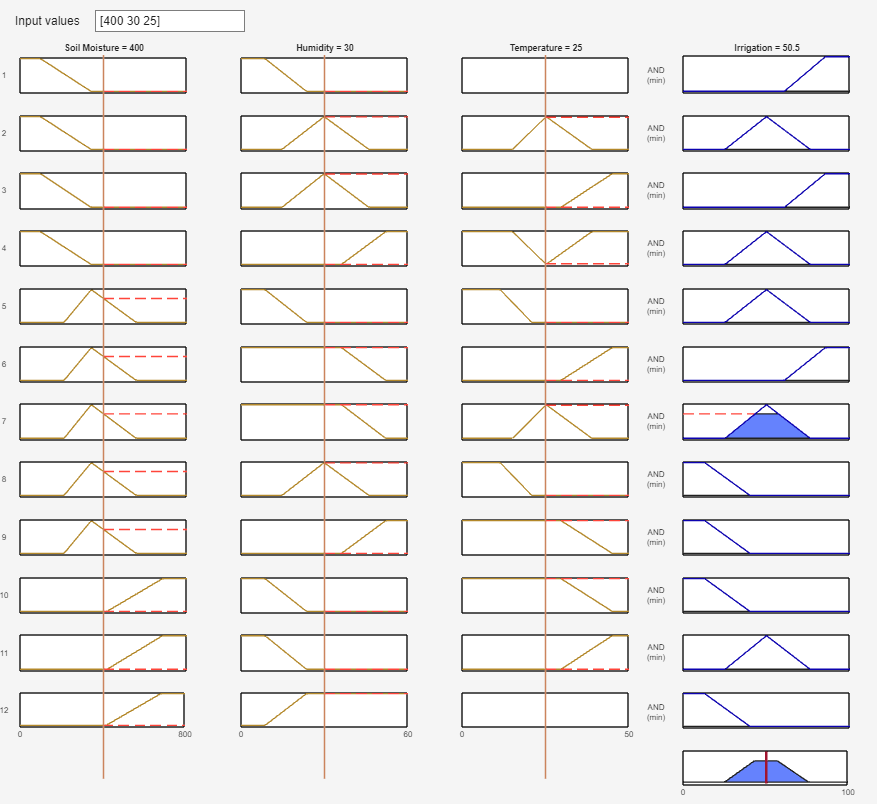 Input values [400 30 25]
Soil Moisture = 400 Humidity = 30 Temperature = 25 Irrigation = 50.5
1 AND
(min)
2 AND
(min)
3 AND
(min)
4 AND
(min)
5 AND
(min)
6 AND
(min)
7 AND
(min)
8 AND
(min)
9 AND
(min)
10 AND
(min)
11 AND
(min)
12 AND
(min)
0 800 0 60 0 50
0 100